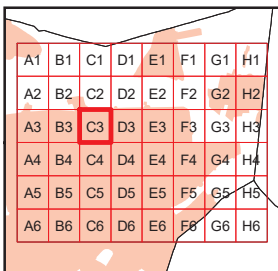 A1 B1 C1 D1 E1 F1 G1 H1
A2 B2 C2 D2 E2 F2 G2 H2
A3 B3 C3 D3 E3 F3 G3 H3
A4 B4 C4 D4 E4 F4 G4 H4
A5 B5 C5 D5 E5 F5 G5 H5
A6 B6 C6 D6 E6 F6 G6 H6